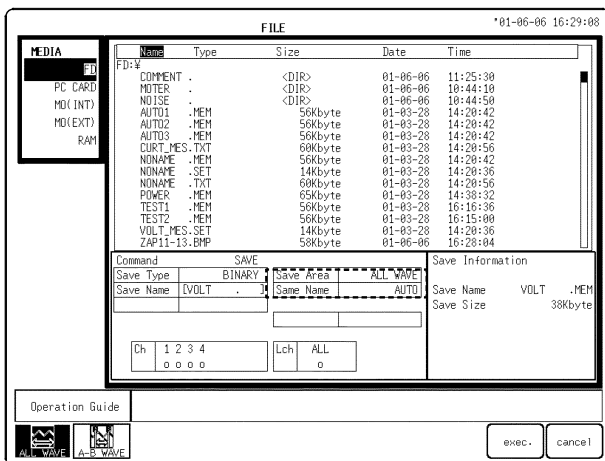 FILE
'01-06-06 16:29:08
MEDIA
FD
PC CARD
MO(INT)
MO(EXT)
RAM
Name Type Size Date Time
FD:¥
COMMENT . <DIR> 01-06-06 11:25:30
MOTER . <DIR> 01-06-06 10:44:10
NOISE . <DIR> 01-06-06 10:44:50
AUTO1 .MEM 56Kbyte 01-03-28 14:20:42
AUTO2 .MEM 56Kbyte 01-03-28 14:20:42
AUTO3 .MEM 56Kbyte 01-03-28 14:20:42
CURT_MES.TXT 60Kbyte 01-03-28 14:20:56
NONAME .MEM 56Kbyte 01-03-28 14:20:42
NONAME .SET 14Kbyte 01-03-28 14:20:36
NONAME .TXT 60Kbyte 01-03-28 14:20:56
POWER .MEM 65Kbyte 01-03-28 14:38:32
TEST1 .MEM 56Kbyte 01-03-28 16:16:36
TEST2 .MEM 56Kbyte 01-03-28 16:15:00
VOLT_MES.SET 14Kbyte 01-03-28 14:20:36
ZAP11-13.BMP 58Kbyte 01-06-06 16:28:04
Command SAVE
Save Type BINARY Save Area ALL WAVE
Save Name [VOLT . ] Same Name AUTO
Ch 1 2 3 4
o o o o
Lch ALL
o
Save Information
Save Name VOLT .MEM
Save Size 38Kbyte
Operation Guide
ALL WAVE
A-B WAVE
exec.
cancel